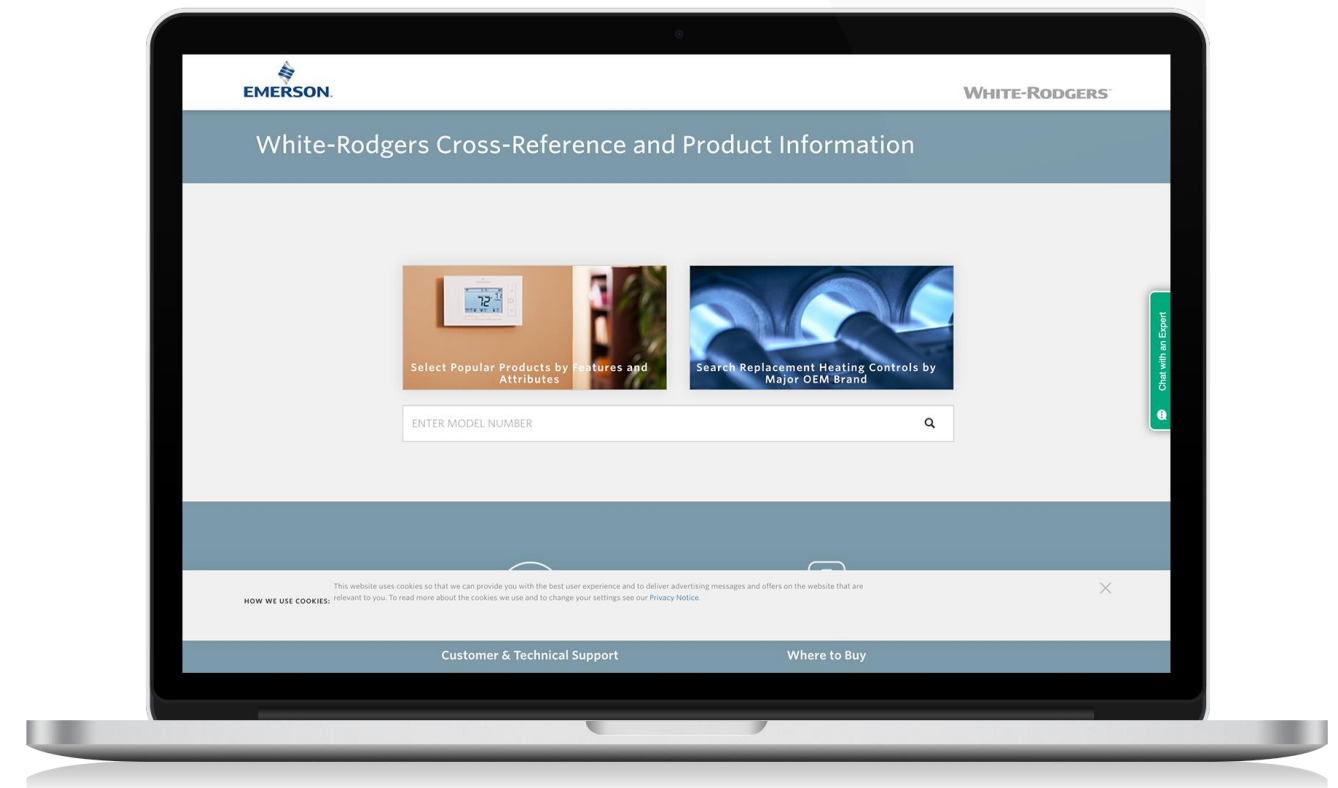 EMERSON.
WHITE-RODGERS
White-Rodgers Cross-Reference and Product Information
72°
Select Popular Products by Features and
Attributes
Search Replacement Heating Controls by
Major OEM Brand
ENTER MODEL NUMBER
Chat with an Expert
This website uses cookies so that we can provide you with the best user experience and to deliver advertising messages and offers on the website that are
HOW WE USE COOKIES: relevant to you. To read more about the cookies we use and to change your settings see our Privacy Notice.
Customer & Technical Support
Where to Buy